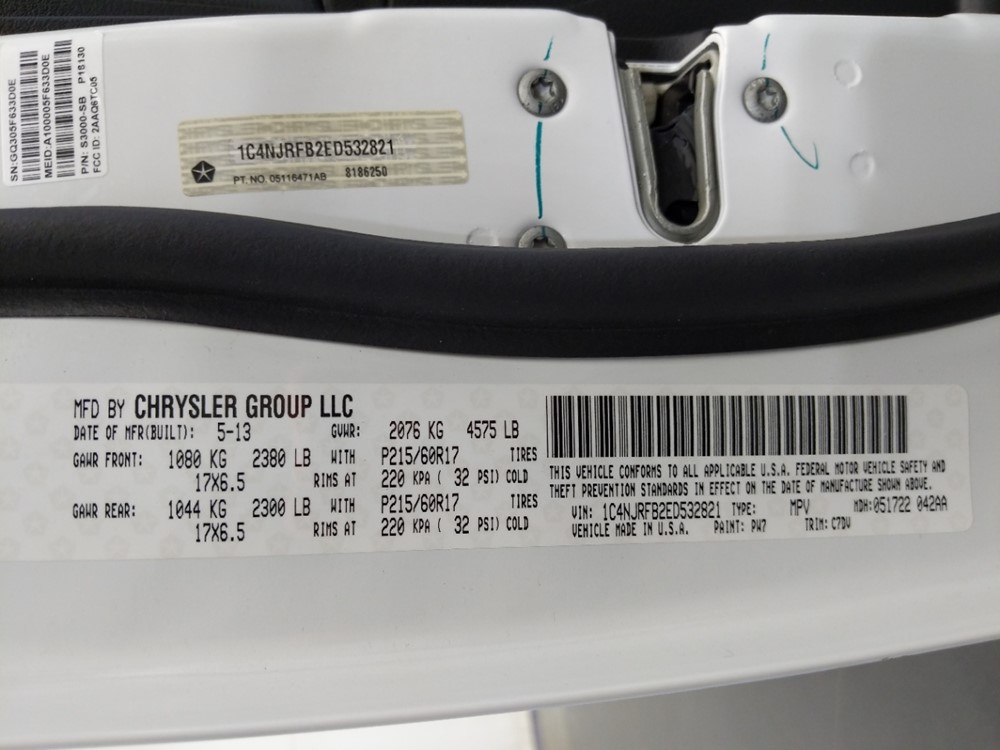 SN:GQ305F633D0E
MEID:A100005F633D0E
P/N: S3000-SB P16130
FCC ID: 2AAQ6TC05
1C4NJRFB2ED532821
PT. NO. 05116471AB 8186250
MFD BY CHRYSLER GROUP LLC
DATE OF MFR(BUILT): 5-13 GVWR: 2076 KG 4575 LB
GAWR FRONT: 1080 KG 2380 LB WITH P215/60R17 TIRES
17X6.5 RIMS AT 220 KPA ( 32 PSI) COLD
GAWR REAR: 1044 KG 2300 LB WITH P215/60R17 TIRES
17X6.5 RIMS AT 220 KPA ( 32 PSI) COLD
THIS VEHICLE CONFORMS TO ALL APPLICABLE U.S.A. FEDERAL MOTOR VEHICLE SAFETY AND
THEFT PREVENTION STANDARDS IN EFFECT ON THE DATE OF MANUFACTURE SHOWN ABOVE.
VIN: 1C4NJRFB2ED532821 TYPE: MPV MDH:051722 042AA
VEHICLE MADE IN U.S.A. PAINT: PW7 TRIM: C7DV